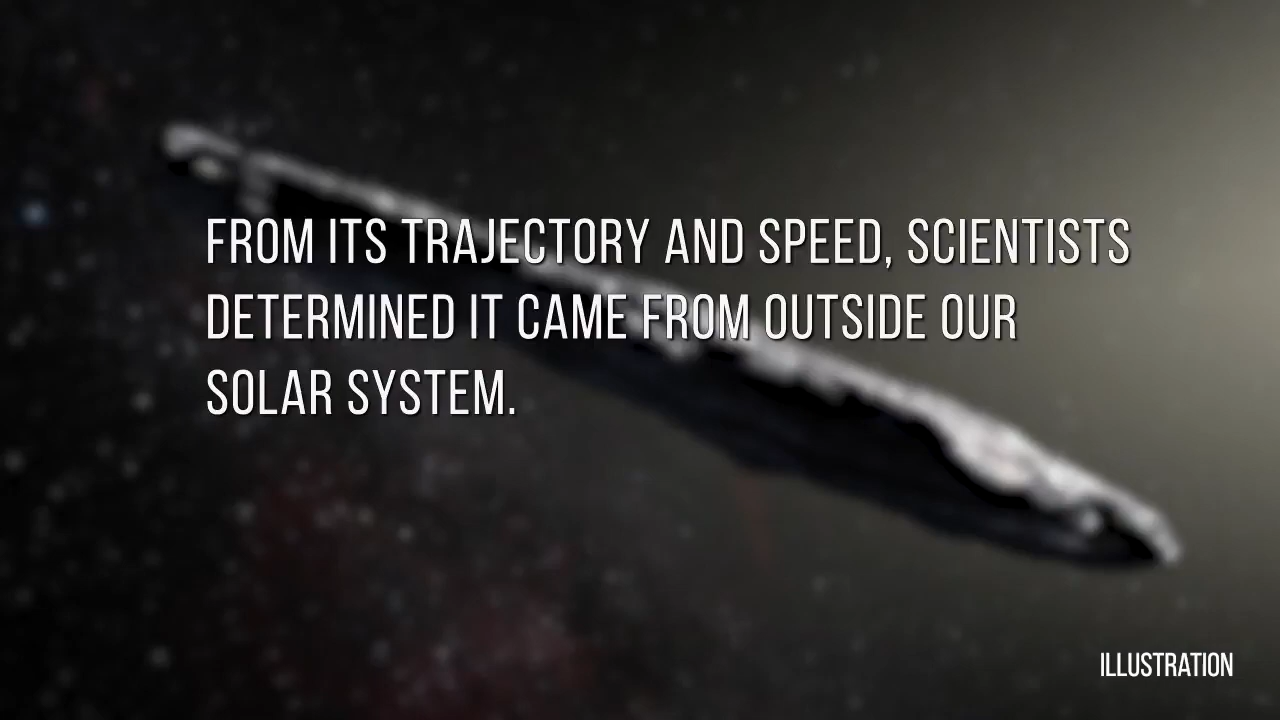 FROM ITS TRAJECTORY AND SPEED, SCIENTISTS
DETERMINED IT CAME FROM OUTSIDE OUR
SOLAR SYSTEM.
ILLUSTRATION